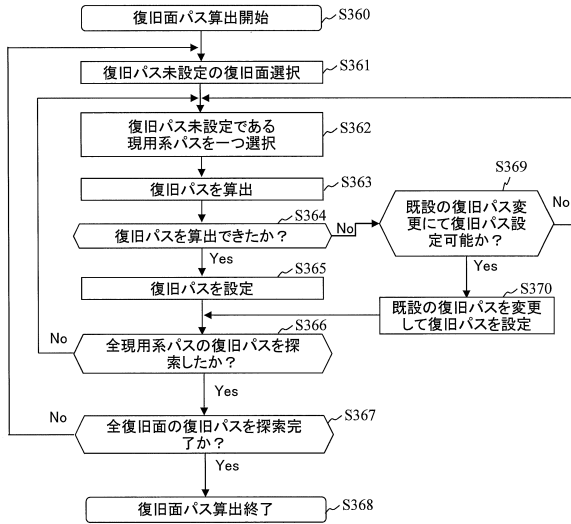 復旧面パス算出開始
S360
復旧パス未設定の復旧面選択
S361
復旧パス未設定である
現用系パスを一つ選択
S362
復旧パスを算出
S363
S364
復旧パスを算出できたか？
No
S369
既設の復旧パス変
更にて復旧パス設
定可能か？
No
Yes
Yes
S365
復旧パスを設定
S370
既設の復旧パスを変更
して復旧パスを設定
S366
全現用系パスの復旧パスを探
索したか？
No
Yes
S367
全復旧面の復旧パスを探索完
了か？
No
Yes
復旧面パス算出終了
S368